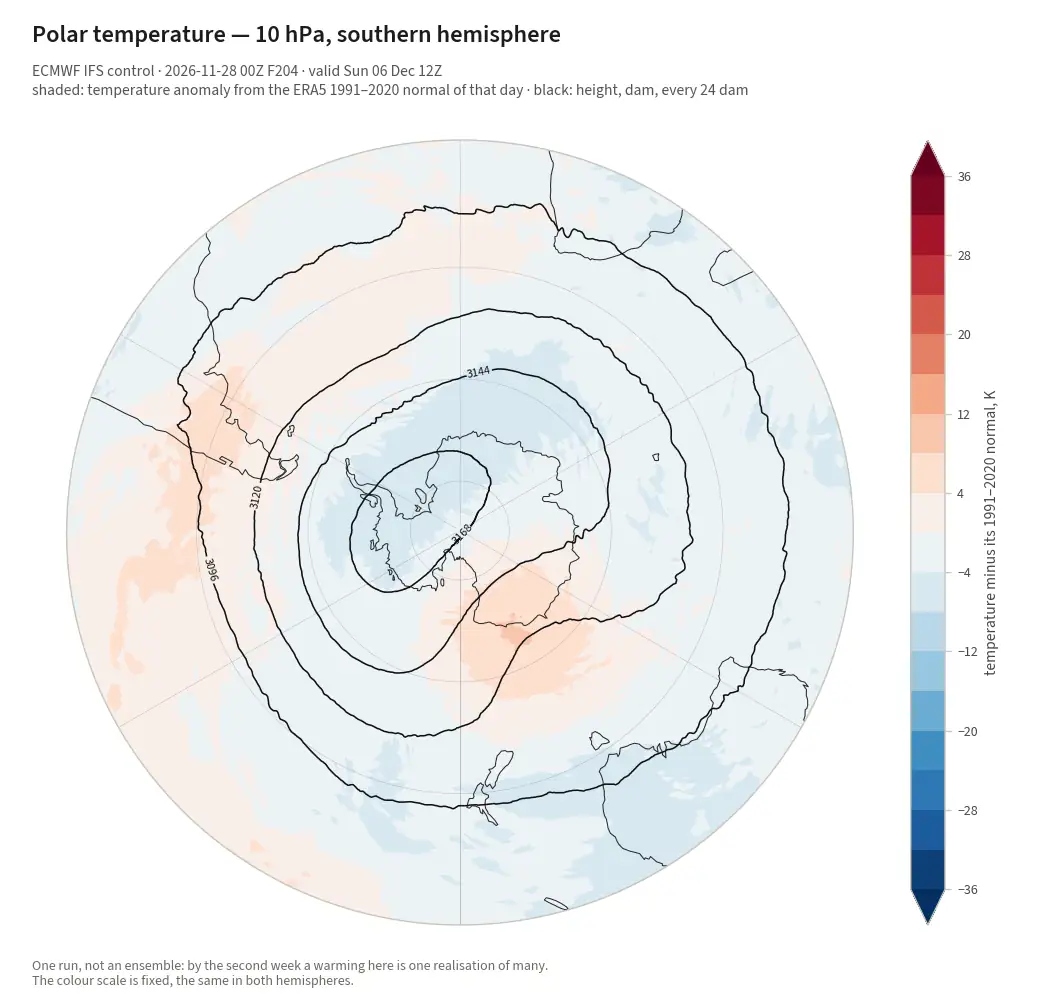 Polar temperature — 10 hPa, southern hemisphere
ECMWF IFS control · 2026-11-28 00Z F204 · valid Sun 06 Dec 12Z
shaded: temperature anomaly from the ERA5 1991–2020 normal of that day · black: height, dam, every 24 dam
3144
3120
3168
3096
36
28
20
12
4
−4
−12
−20
−28
−36
temperature minus its 1991–2020 normal, K
One run, not an ensemble: by the second week a warming here is one realisation of many.
The colour scale is fixed, the same in both hemispheres.